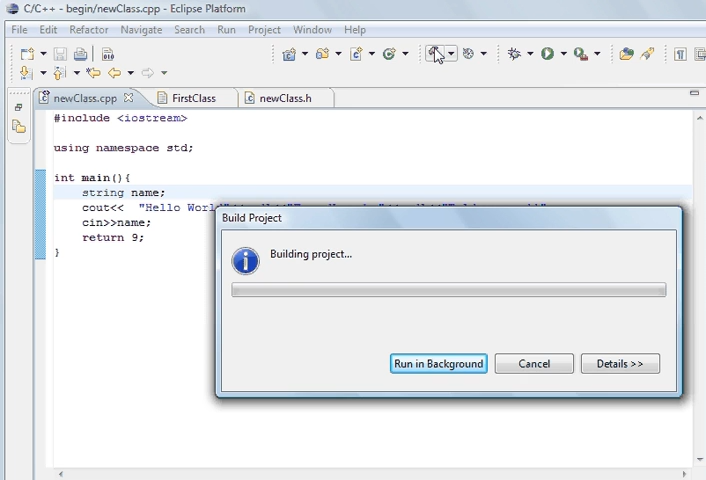 C/C++ - begin/newClass.cpp - Eclipse Platform
File Edit Refactor Navigate Search Run Project Window Help
010
newClass.cpp FirstClass newClass.h
#include <iostream>
using namespace std;
int main(){
string name;
cout<< "Hello Worl
cin>>name;
return 9;
}
Build Project
Building project...
Run in Background Cancel Details >>